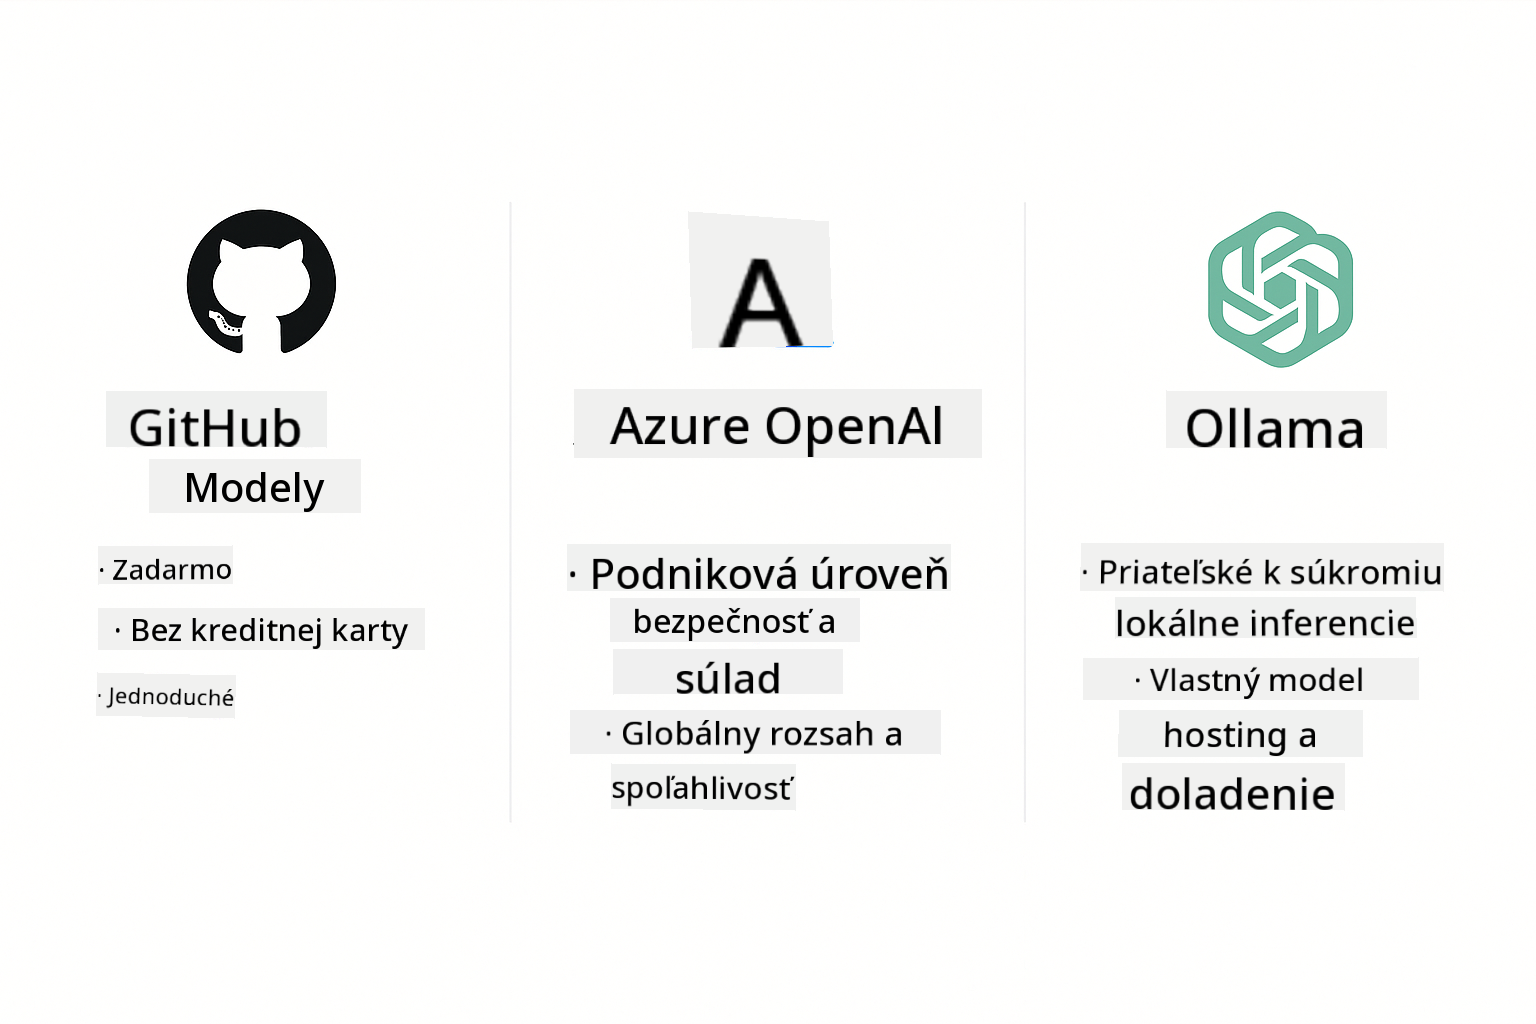 GitHub
Modely
· Zadarmo
· Bez kreditnej karty
· Jednoduché
A
Azure OpenAI
· Podniková úroveň
bezpečnosť a
súlad
· Globálny rozsah a
spoľahlivosť
Ollama
· Priateľské k súkromiu
lokálne inferencie
· Vlastný model
hosting a
doladenie